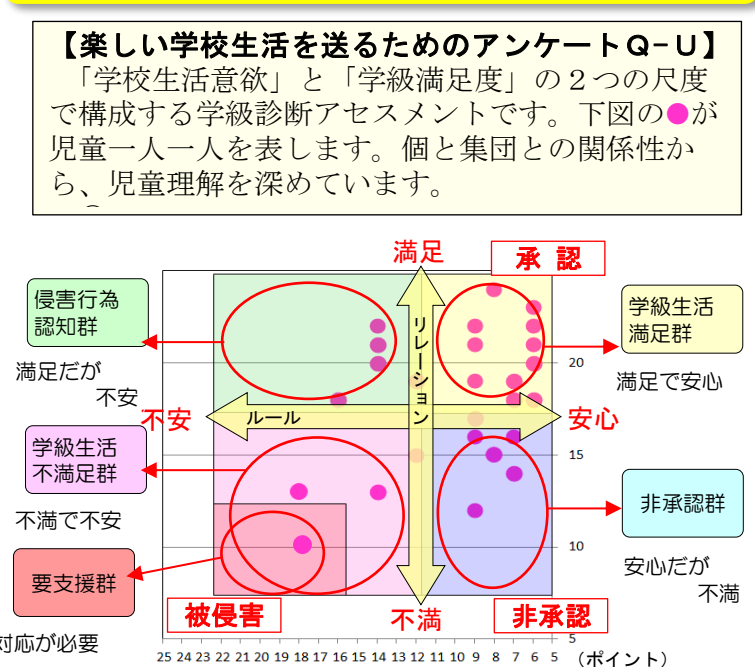 【楽しい学校生活を送るためのアンケートQ-U】
「学校生活意欲」と「学級満足度」の２つの尺度
で構成する学級診断アセスメントです。下図の●が
児童一人一人を表します。個と集団との関係性か
ら、児童理解を深めています。
満足
承認
侵害行為
認知群
満足だが
不安
リレーション
学級生活
満足群
満足で安心
20
不安
ルール
安心
学級生活
不満足群
不満で不安
15
非承認群
安心だが
不満
10
要支援群
対応が必要
被侵害
不満
非承認
5
25 24 23 22 21 20 19 18 17 16 15 14 13 12 11 10 9 8 7 6 5 (ポイント)